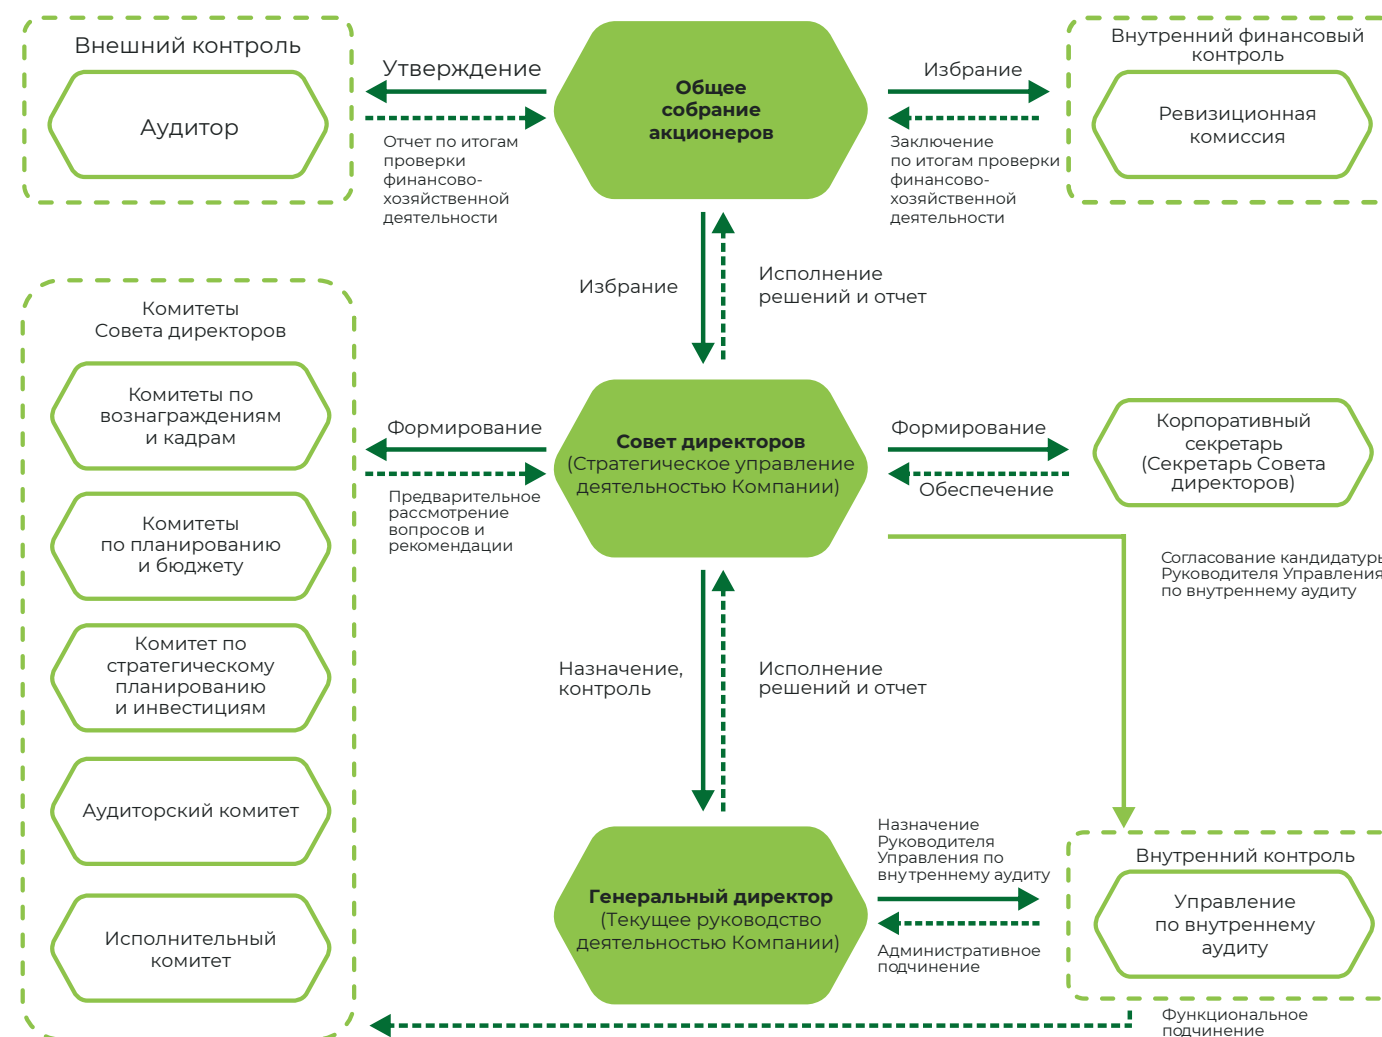 Внешний контроль
Аудитор
Утверждение
Отчет по итогам
проверки
финансово-
хозяйственной
деятельности
Общее
собрание
акционеров
Избрание
Заключение
по итогам проверки
финансово-
хозяйственной
деятельности
Внутренний финансовый
контроль
Ревизионная
комиссия
Избрание
Исполнение
решений и отчет
Комитеты
Совета директоров
Комитеты по
вознаграждениям
и кадрам
Комитеты
по планированию
и бюджету
Комитет по
стратегическому
планированию
и инвестициям
Аудиторский комитет
Исполнительный
комитет
Формирование
Предварительное
рассмотрение
вопросов и
рекомендации
Совет директоров
(Стратегическое управление
деятельностью Компании)
Формирование
Обеспечение
Корпоративный
секретарь
(Секретарь Совета
директоров)
Согласование кандидатуры
Руководителя Управления
по внутреннему аудиту
Назначение,
контроль
Исполнение
решений и отчет
Генеральный директор
(Текущее руководство
деятельностью Компании)
Назначение
Руководителя
Управления по
внутреннему аудиту
Административное
подчинение
Внутренний контроль
Управление
по внутреннему
аудиту
Функциональное
подчинение